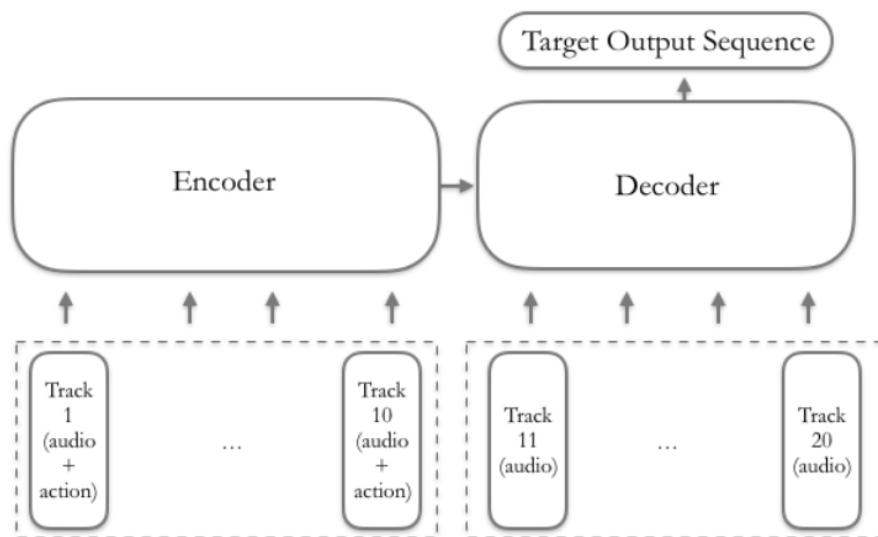 Target Output Sequence
Encoder
Decoder
Track
1
(audio
+
action)
...
Track
10
(audio
+
action)
Track
11
(audio)
...
Track
20
(audio)